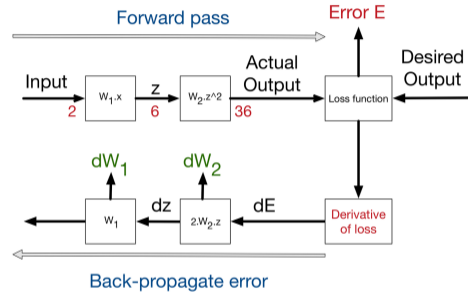 Forward pass
Error E
Input
2
W₁.x
z
6
W₂.z^2
Actual
Output
36
Loss function
Desired
Output
dW₁
dW₂
W₁
dz
2.W₂.z
dE
Derivative
of loss
Back-propagate error